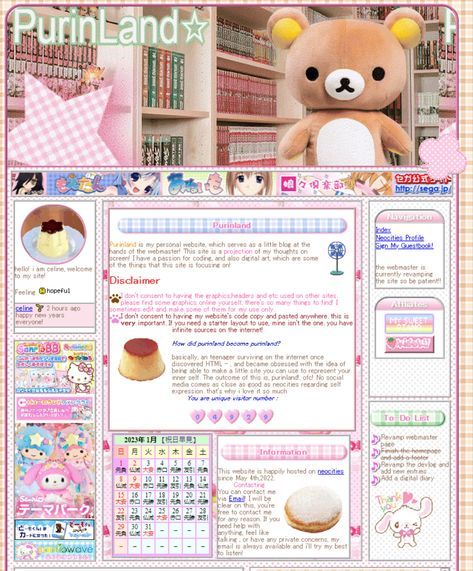 PurinLand☆
セガ公式
http://sega.jp
hello! i am celine, welcome
to my site!
Feeling hopeful
celine 2 hours ago
happy new years
everyone!
Purinland
Purinland is my personal website, which serves as a little blog at the
hands of the webmaster! This site is a projection of my thoughts on
screen! I have a passion for coding, and also digital art, which are some
of the things that this site is focusing on!
Disclaimer
I don't consent to having the graphics,headers and etc used on other sites,
please find some graphics online yourself, there's so many things to find! I
sometimes edit and make some of them for my use only.
I don't consent to having my website's code copy and pasted anywhere. this is
very important. If you need a starter layout to use, mine isn't the one, you have
infinite sources on the internet!
How did purinland become purinland?
Basically, an teenager surviving on the internet once
discovered HTML - and became obsessed with the idea of
being able to make a little site you can use to represent your
inner self. The outcome of this is, purinland!, ofc! No social
media comes as close as good as neocities regarding self
expression. that's why i love it so much
You are unique visitor number :
0 4 9 2 9
Navigation
Index
Neocities Profile
Sign My Guestbook!
the webmaster is
currently revamping
the site so be patient!!
Affiliates
MY SWEET
To-Do List
Revamp webmaster
page
Finish the homepage
and add a footer
Revamp the devlog and
add new entries
Add a digital diary
Thank
you
2023年 1月 [祝日早見]
日 月 火 水 木 金 土
1 2 3 4 5 6 7
8 9 10 11 12 13 14
15 16 17 18 19 20 21
22 23 24 25 26 27 28
29 30 31
Information
This website is happily hosted on neocities
since May 4th,2022.
Contacting
You can contact me
Via Email. I will be
clear on this, you're
free to contact me
for any reason. If you
need help with
anything, feel like
talking , or have any private concerns, my
email is always available and i'll try my best
to listen!
テーマパーク